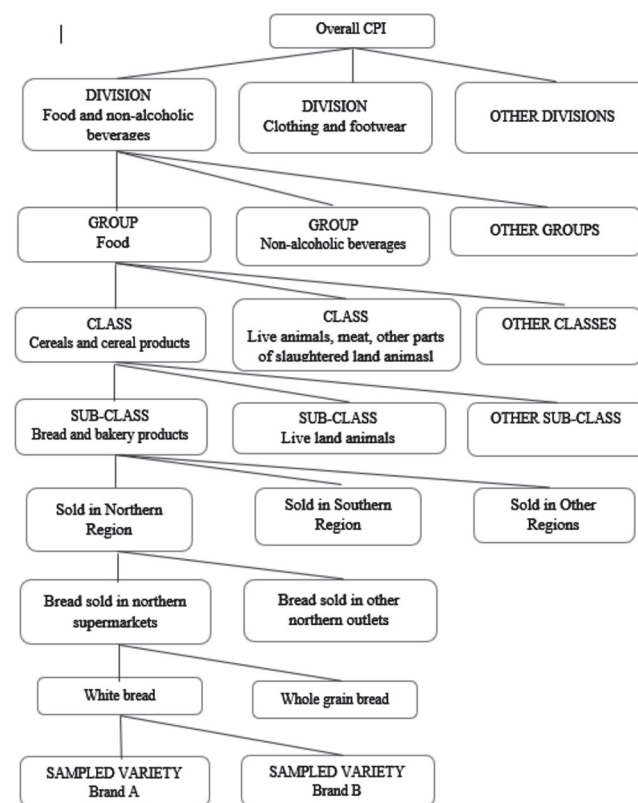 Overall CPI
DIVISION
Food and non-alcoholic
beverages
DIVISION
Clothing and footwear
OTHER DIVISIONS
GROUP
Food
GROUP
Non-alcoholic beverages
OTHER GROUPS
CLASS
Cereals and cereal products
CLASS
Live animals, meat, other parts
of slaughtered land animasl
OTHER CLASSES
SUB-CLASS
Bread and bakery products
SUB-CLASS
Live land animals
OTHER SUB-CLASS
Sold in Northern
Region
Sold in Southern
Region
Sold in Other
Regions
Bread sold in northern
supermarkets
Bread sold in other
northern outlets
White bread
Whole grain bread
SAMPLED VARIETY
Brand A
SAMPLED VARIETY
Brand B